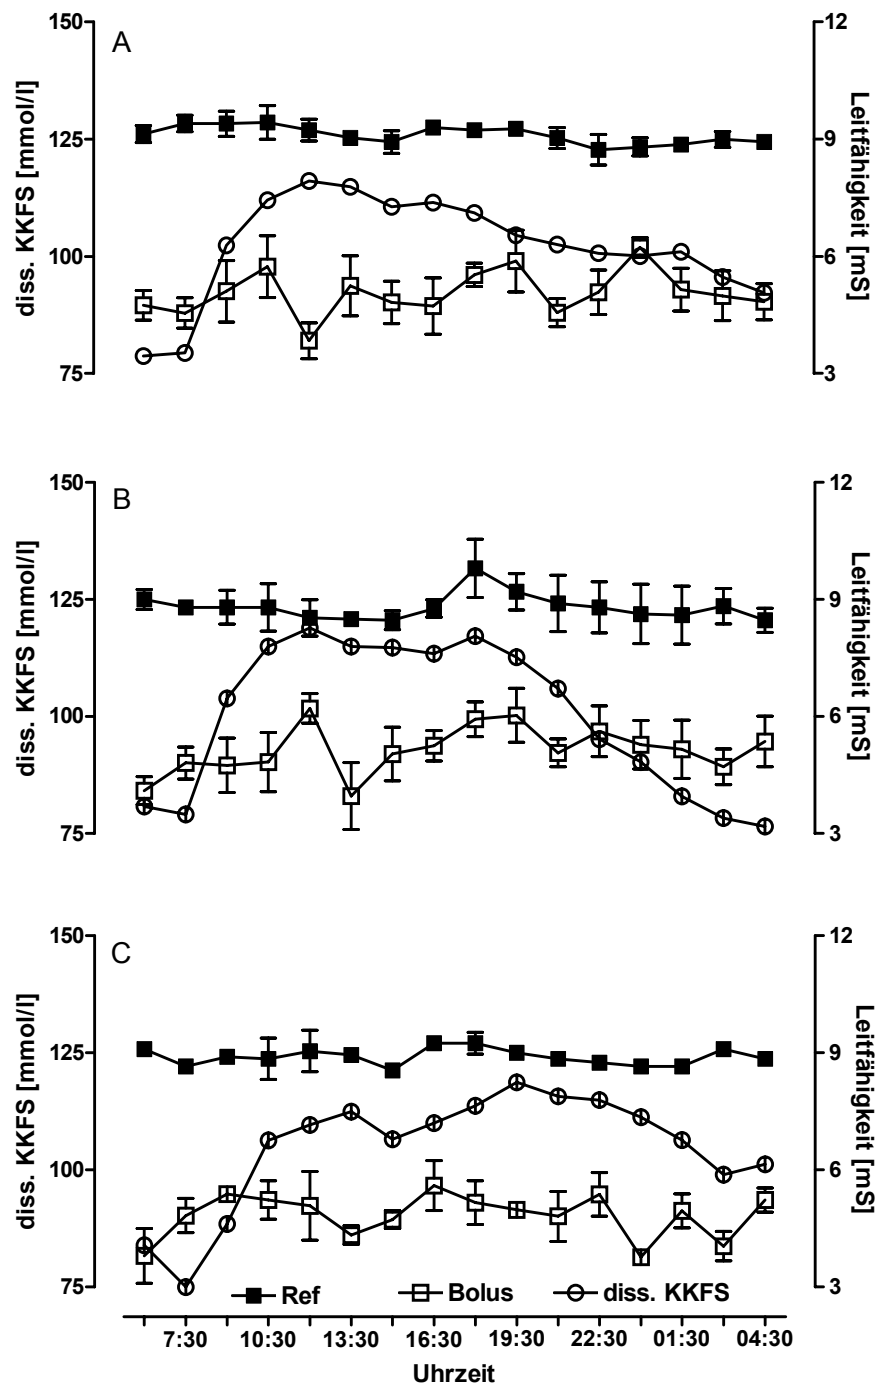 A
150
125
100
75
diss. KKFS [mmol/l]
12
9
6
3
Leitfähigkeit [mS]
B
150
125
100
75
diss. KKFS [mmol/l]
12
9
6
3
Leitfähigkeit [mS]
C
150
125
100
75
diss. KKFS [mmol/l]
12
9
6
3
Leitfähigkeit [mS]
Ref Bolus diss. KKFS
7:30 10:30 13:30 16:30 19:30 22:30 01:30 04:30
Uhrzeit